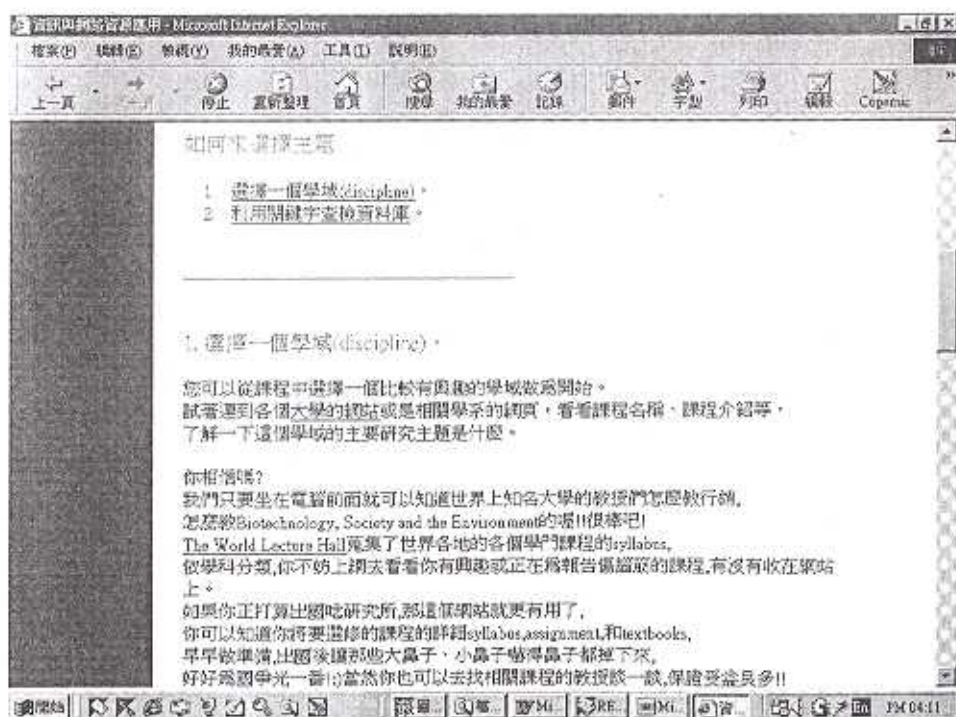 資訊與網路資源應用 - Microsoft Internet Explorer
檔案(F) 編輯(E) 檢視(V) 我的最愛(A) 工具(T) 說明(H)
上一頁 停止 重新整理 首頁 搜尋 我的最愛 記錄 郵件 字型 列印 編輯 Copernic
如何來選擇主題
1. 選擇一個學域(discipline)。
2. 利用關鍵字查檢資料庫。
1. 選擇一個學域(discipline)。
您可以從課程中選擇一個比較有興趣的學域做為開始。
試著連到各個大學的網站或是相關學系的網頁，看看課程名稱、課程介紹等，
了解一下這個學域的主要研究主題是什麼。
你相信嗎?
我們只要坐在電腦前面就可以知道世界上知名大學的教授們怎麼教行銷,
怎麼教Biotechnology, Society and the Environment的喔!!很棒吧!
The World Lecture Hall蒐集了世界各地的各個學門課程的syllabus,
依學科分類,你不妨上網去看看你有興趣或正在為報告傷腦筋的課程,有沒有收在網站
上。
如果你正打算出國唸研究所,那這個網站就更有用了,
你可以知道你將要選修的課程的詳細syllabus,assignment,和textbooks,
早早做準備,出國後讓那些大鼻子、小鼻子嚇得鼻子都掉下來,
好好為國爭光一番!:)當然你也可以去找相關課程的教授談一談,保證受益良多!!
開始 Mi... RE... Mi... PM 04:11